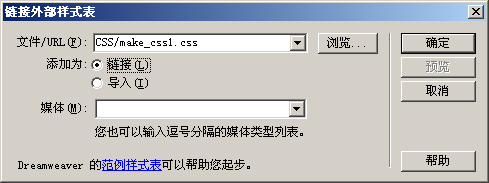 链接外部样式表
文件/URL(F): CSS/make_css1.css 浏览... 确定
添加为: 链接(L) 预览
导入(I) 取消
媒体(M):
您也可以输入逗号分隔的媒体类型列表。
Dreamweaver 的范例样式表可以帮助您起步。 帮助